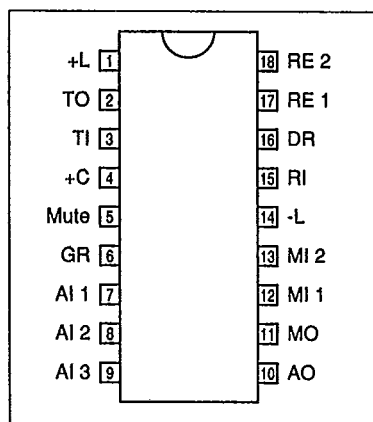 +L 1
TO 2
TI 3
+C 4
Mute 5
GR 6
AI 1 7
AI 2 8
AI 3 9
18 RE 2
17 RE 1
16 DR
15 RI
14 -L
13 MI 2
12 MI 1
11 MO
10 AO